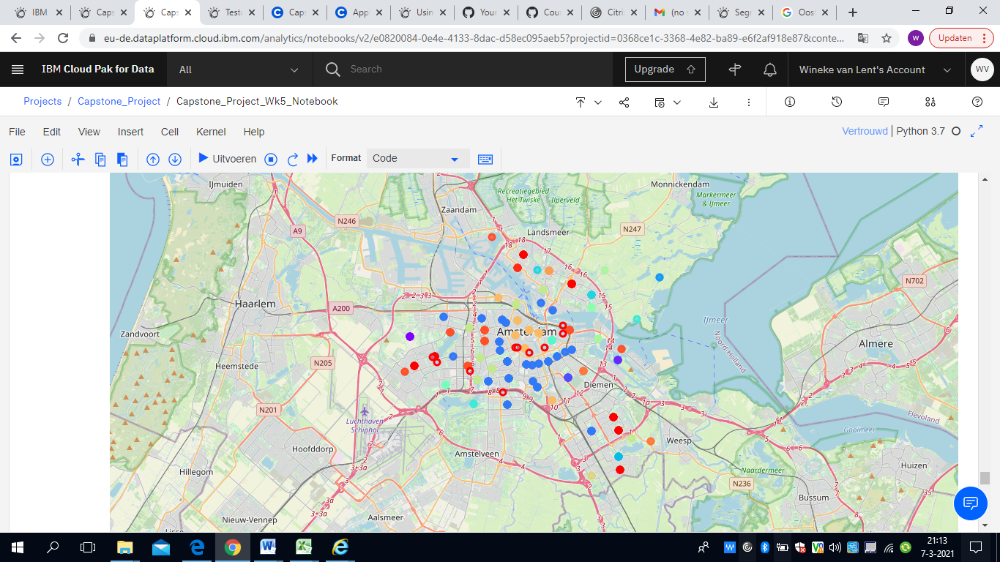 IBM
Caps
Caps
Testo
Caps
Appl
Usin
Your
Cour
Citri
(no s
Segr
Oost
eu-de.dataplatform.cloud.ibm.com/analytics/notebooks/v2/e0820084-0e4e-4133-8dac-d58ec095aeb5?projectid=0368ce1c-3368-4e82-ba89-e6f2af918e87&conte...
W
Updaten
IBM Cloud Pak for Data
All
Search
Upgrade
Wineke van Lent's Account
WV
Projects / Capstone_Project / Capstone_Project_Wk5_Notebook
File Edit View Insert Cell Kernel Help
Vertrouwd | Python 3.7
Uitvoeren
Format
Code
IJmuiden
Recreatiegebied
Het Twiske
Ilperveld
Monnickendam
Markermeer
& IJmeer
Zaandam
N246
A9
Landsmeer
N247
N702
Haarlem
A200
Zandvoort
Amsterdam
IJmeer
Noord-Holland
Almere
Heemstede
N205
Diemen
N201
Luchthaven
Schiphol
Flevoland
Gooimeer
Hoofddorp
Weesp
Amstelveen
Naardermeer
Huizen
Hillegom
N236
Bussum
Nieuw-Vennep
Aalsmeer
Lisse
21:13
7-3-2021